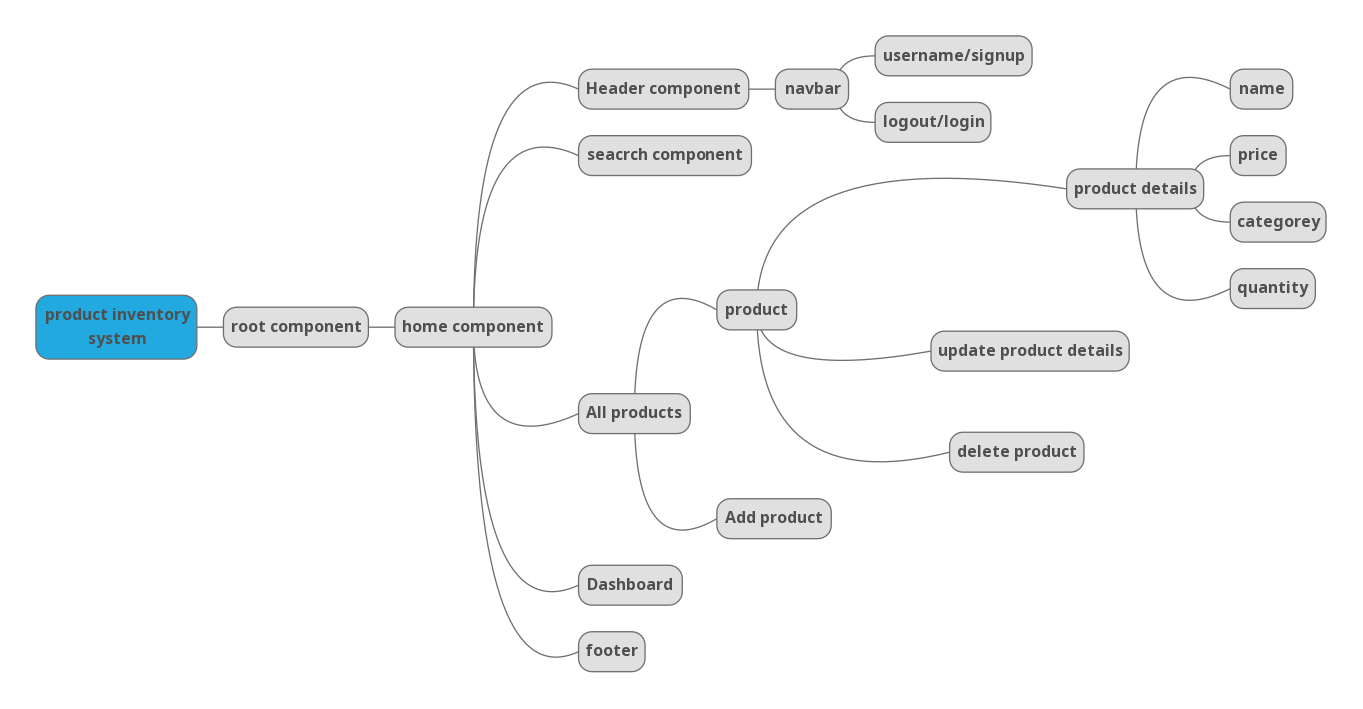 product inventory
system
root component
home component
Header component
navbar
username/signup
logout/login
seacrch component
All products
product
product details
name
price
categorey
quantity
update product details
delete product
Add product
Dashboard
footer